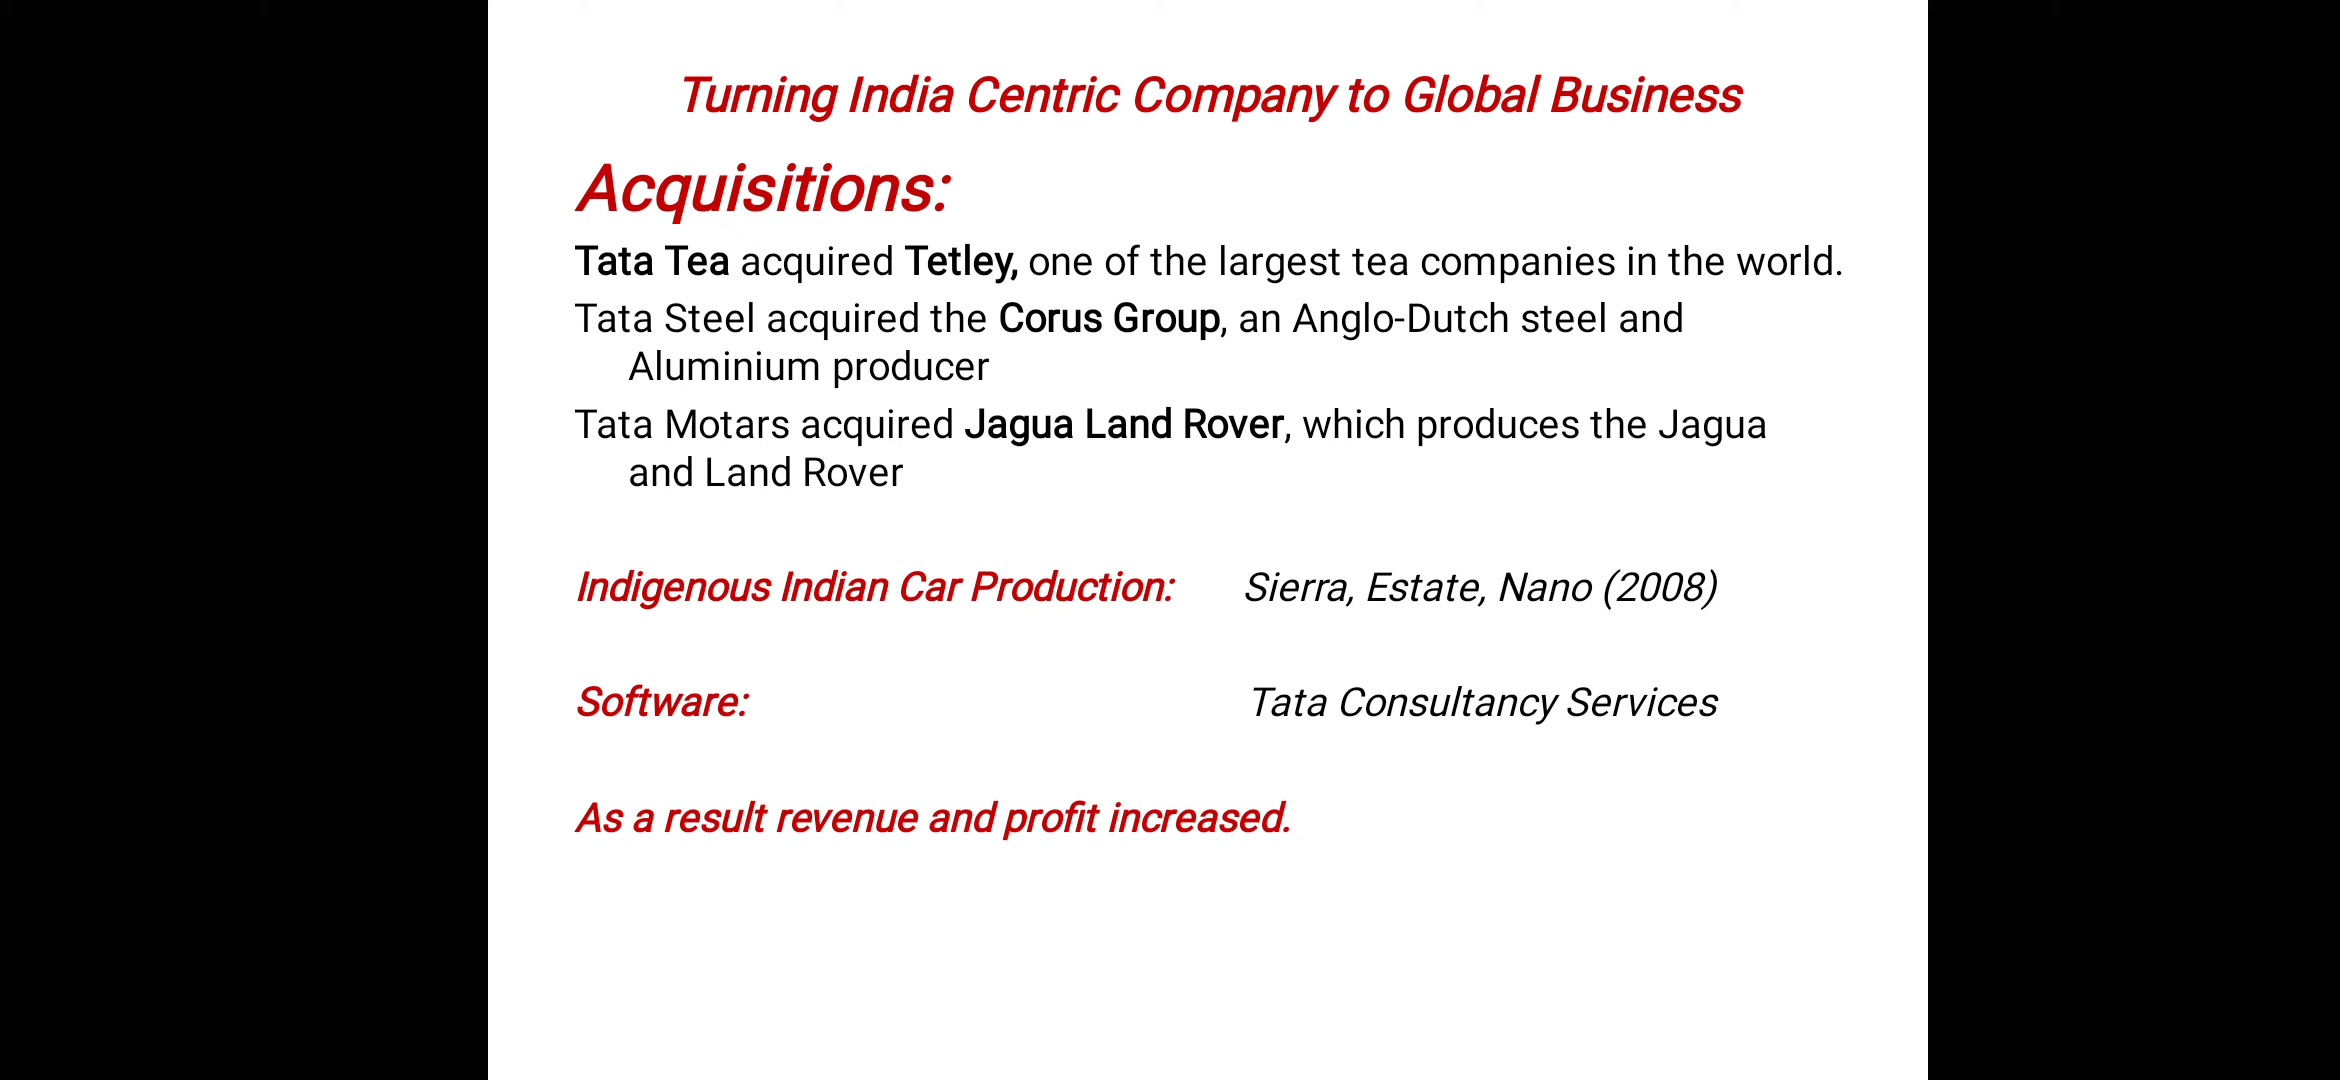 Turning India Centric Company to Global Business
Acquisitions:
Tata Tea acquired Tetley, one of the largest tea companies in the world.
Tata Steel acquired the Corus Group, an Anglo-Dutch steel and
Aluminium producer
Tata Motars acquired Jagua Land Rover, which produces the Jagua
and Land Rover
Indigenous Indian Car Production: Sierra, Estate, Nano (2008)
Software: Tata Consultancy Services
As a result revenue and profit increased.